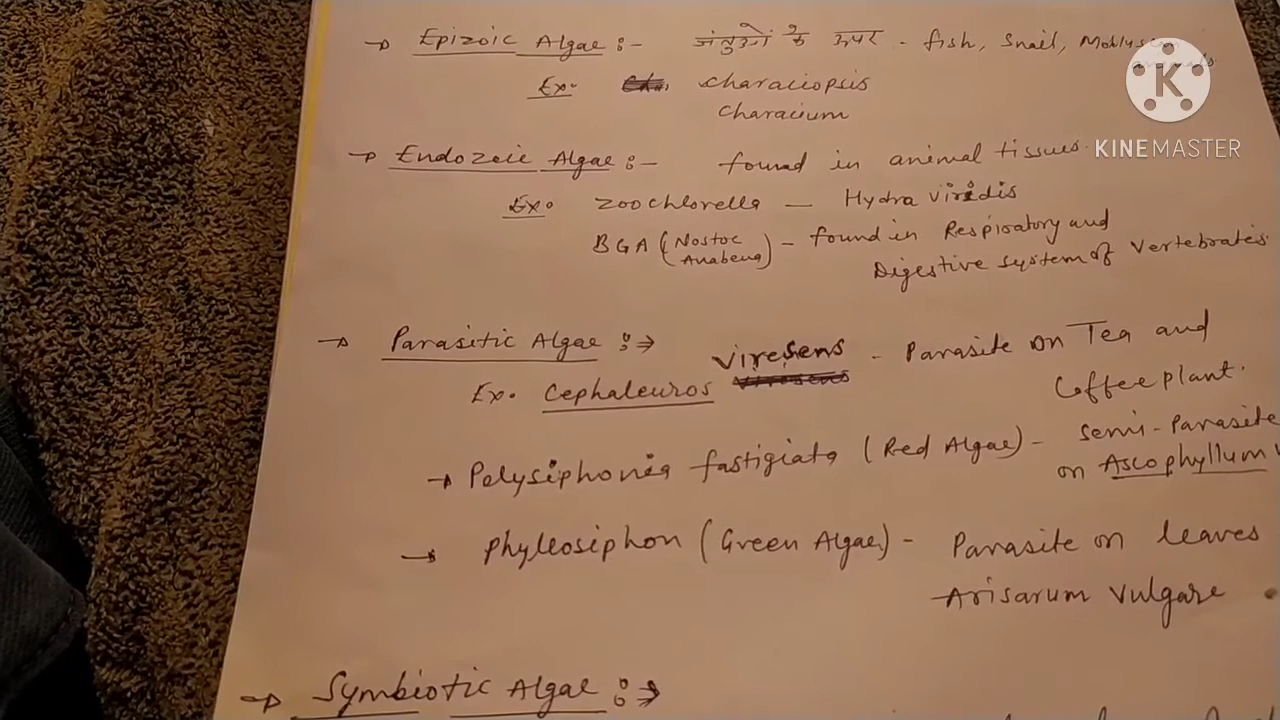 → Epizoic Algae :- जंतुओं के ऊपर - fish, Snail,
Ex. Characiopsis
Characium
→ Endozoic Algae :- found in animal tissues.
Ex. Zoochlorella — Hydra viridis
BGA (Nostoc Anabena) - found in Respiratory and
Digestive system of Vertebrates.
→ Parasitic Algae :→
Ex. Cephaleuros Viresens - Parasite on Tea and
Coffee plant.
→ Polysiphonia fastigiata (Red Algae) - Semi-Parasite
on Ascophyllum
→ Phyllosiphon (Green Algae) - Parasite on leaves
Arisarum Vulgare
→ Symbiotic Algae :→
K
KINEMASTER